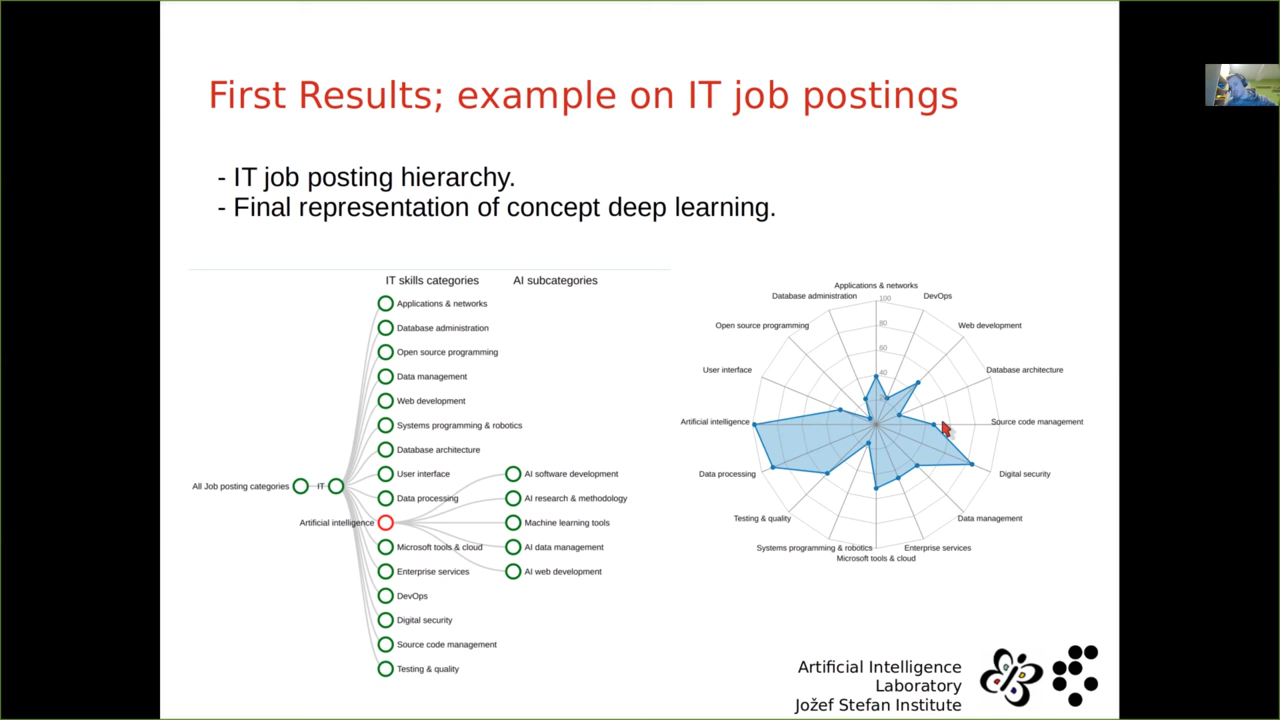 First Results; example on IT job postings
- IT job posting hierarchy.
- Final representation of concept deep learning.
IT skills categories
AI subcategories
Applications & networks
Database administration
Open source programming
Data management
Web development
Systems programming & robotics
Database architecture
User interface
AI software development
All Job posting categories
IT
Data processing
AI research & methodology
Artificial intelligence
Machine learning tools
Microsoft tools & cloud
AI data management
Enterprise services
AI web development
DevOps
Digital security
Source code management
Testing & quality
Applications & networks
Database administration
DevOps
100
Open source programming
80
Web development
60
User interface
40
Database architecture
Artificial intelligence
Source code management
Data processing
Digital security
Testing & quality
Data management
Systems programming & robotics
Enterprise services
Microsoft tools & cloud
Artificial Intelligence
Laboratory
Jožef Stefan Institute